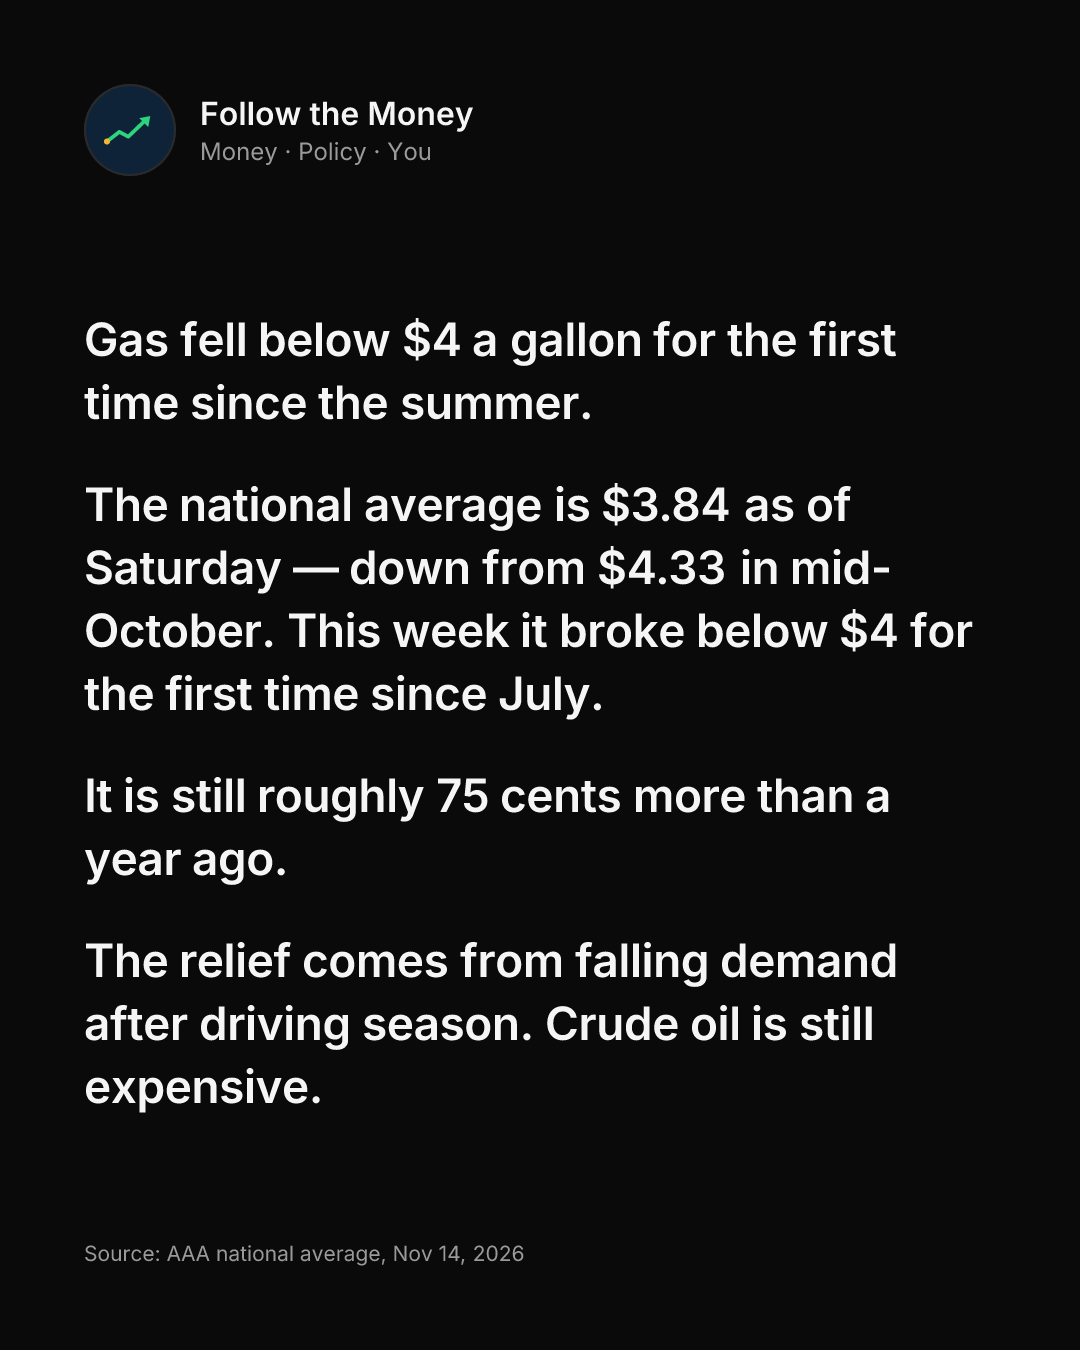 Follow the Money
Money · Policy · You
Gas fell below $4 a gallon for the first
time since the summer.
The national average is $3.84 as of
Saturday — down from $4.33 in mid-
October. This week it broke below $4 for
the first time since July.
It is still roughly 75 cents more than a
year ago.
The relief comes from falling demand
after driving season. Crude oil is still
expensive.
Source: AAA national average, Nov 14, 2026